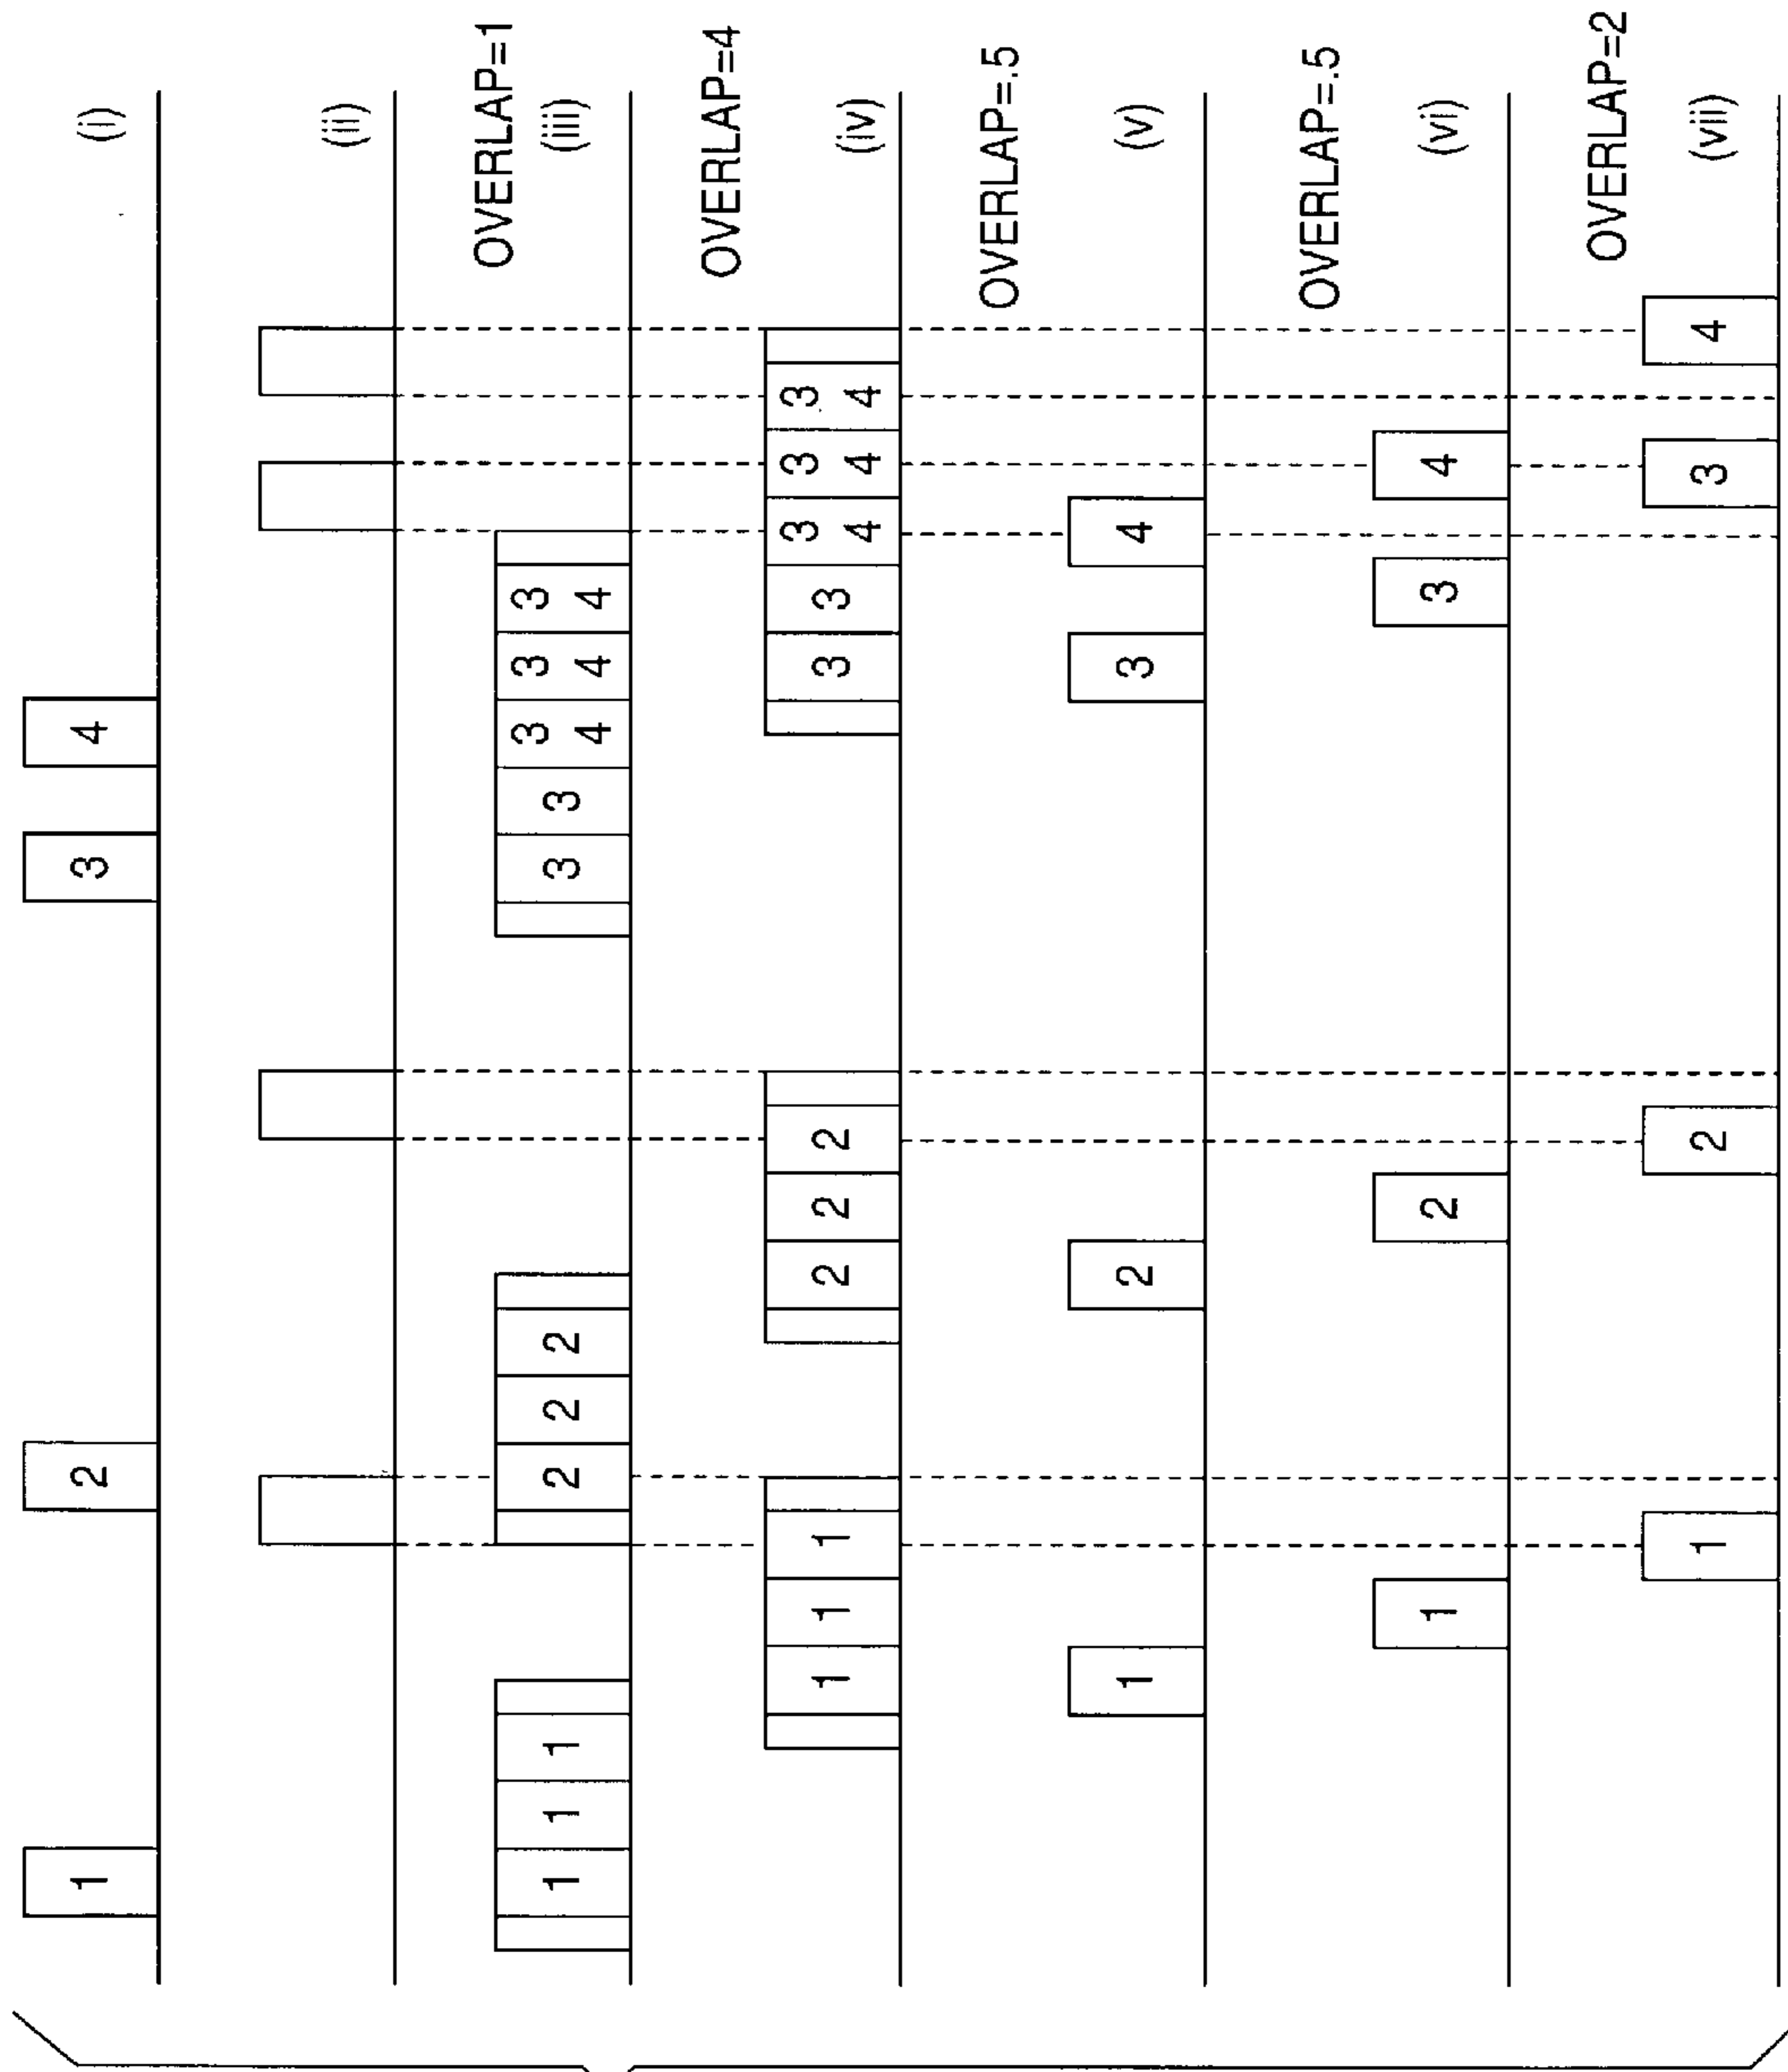 1 2 3 4 (i)
(ii)
OVERLAP=1
1 1 1 2 2 2 3 3 3 3 3 (iii)
4 4 4
OVERLAP=4
1 1 1 2 2 2 3 3 3 3 3 (iv)
4 4 4
OVERLAP=.5
1 2 3 4 (v)
OVERLAP=.5
1 2 3 4 (vi)
OVERLAP=2
1 2 3 4 (vii)